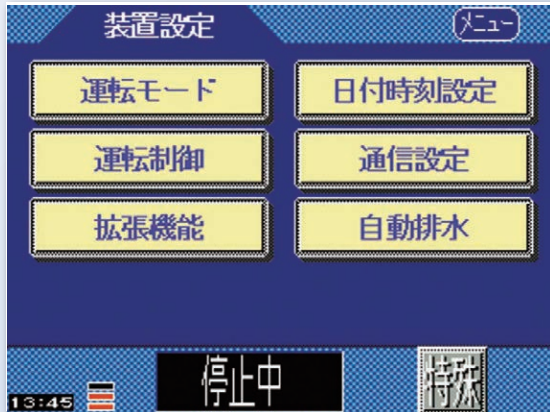 装置設定 メニュー
運転モード 日付時刻設定
運転制御 通信設定
拡張機能 自動排水
13:45 停止中 特殊